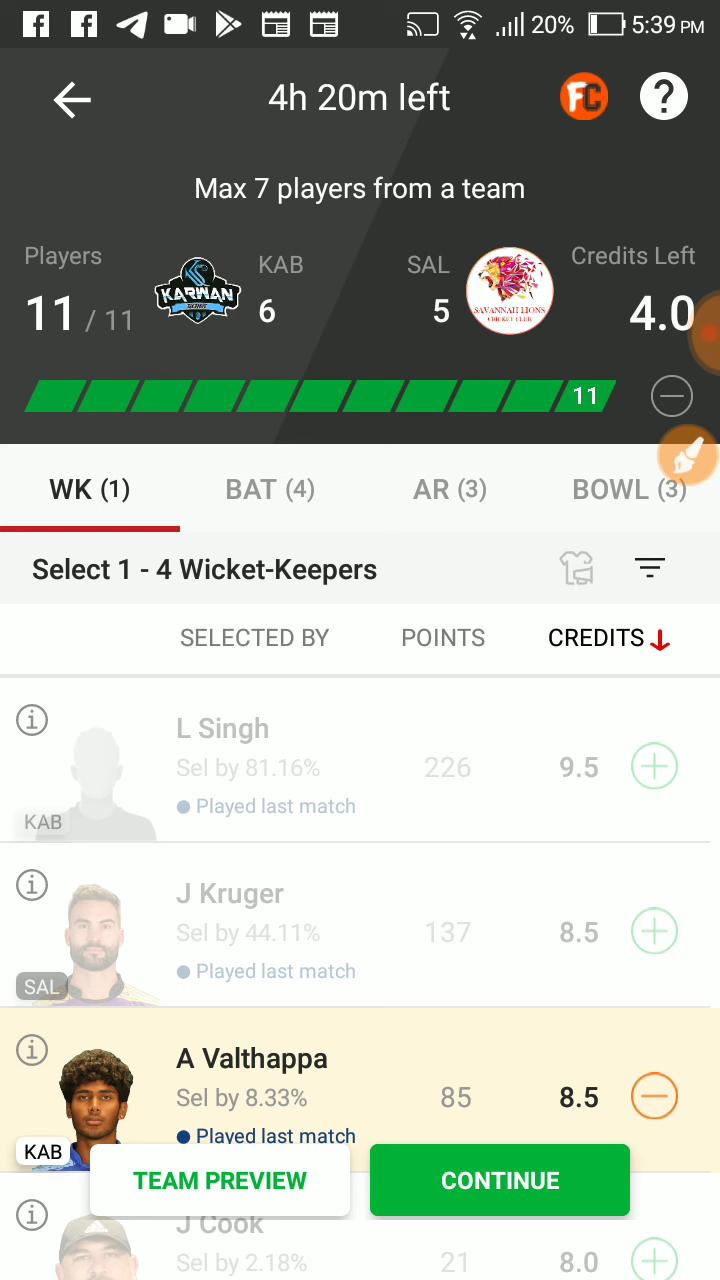 20% 5:39 PM
4h 20m left
FC ?
Max 7 players from a team
Players KAB SAL Credits Left
11 / 11 KARWAN 6 5 SAVANNAH LIONS CRICKET CLUB 4.0
11
WK (1) BAT (4) AR (3) BOWL (3)
Select 1 - 4 Wicket-Keepers
SELECTED BY POINTS CREDITS
L Singh
Sel by 81.16% 226 9.5
Played last match
KAB
J Kruger
Sel by 44.11% 137 8.5
Played last match
SAL
A Valthappa
Sel by 8.33% 85 8.5
Played last match
KAB
TEAM PREVIEW CONTINUE
J Cook
Sel by 2.18% 21 8.0